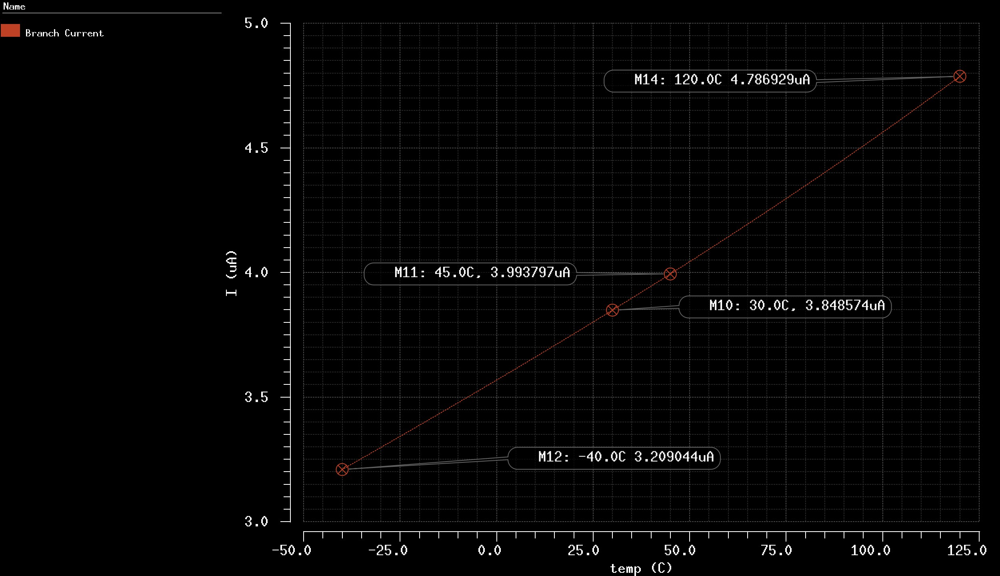 Name
Branch Current
5.0
4.5
4.0
3.5
3.0
I (uA)
M14: 120.0C 4.786929uA
M11: 45.0C, 3.993797uA
M10: 30.0C, 3.848574uA
M12: -40.0C 3.209044uA
-50.0 -25.0 0.0 25.0 50.0 75.0 100.0 125.0
temp (C)